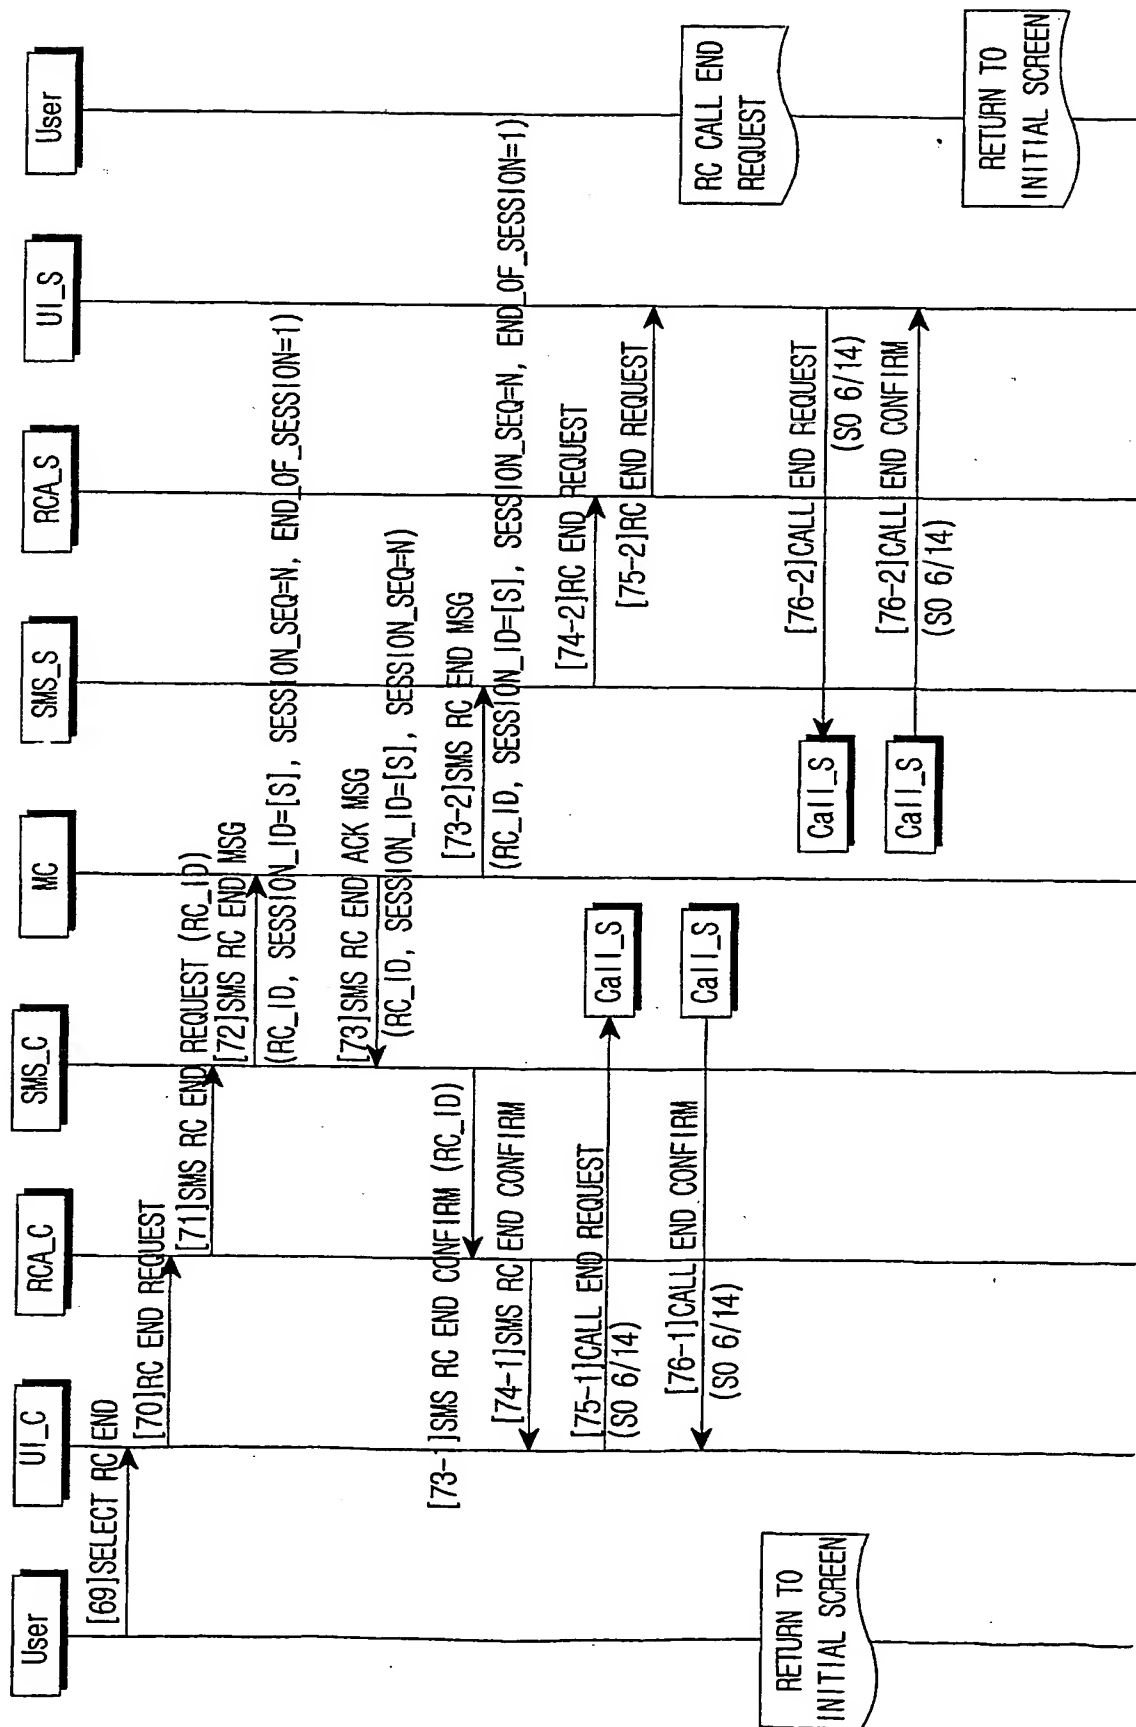 User
UI_C
RCA_C
SMS_C
MC
SMS_S
RCA_S
UI_S
User
[69]SELECT RC END
[70]RC END REQUEST
[71]SMS RC END REQUEST (RC_ID)
[72]SMS RC END MSG
(RC_ID, SESSION_ID=[S], SESSION_SEQ=N, END_OF_SESSION=1)
[73]SMS RC END ACK MSG
(RC_ID, SESSION_ID=[S], SESSION_SEQ=N)
[73-1]SMS RC END CONFIRM (RC_ID)
[73-2]SMS RC END MSG
(RC_ID, SESSION_ID=[S], SESSION_SEQ=N, END_OF_SESSION=1)
[74-1]SMS RC END CONFIRM
[74-2]RC END REQUEST
[75-1]CALL END REQUEST
(SO 6/14)
Call_S
[75-2]RC END REQUEST
RC CALL END
REQUEST
[76-1]CALL END CONFIRM
(SO 6/14)
Call_S
RETURN TO
INITIAL SCREEN
[76-2]CALL END REQUEST
(SO 6/14)
Call_S
[76-2]CALL END CONFIRM
(SO 6/14)
Call_S
RETURN TO
INITIAL SCREEN